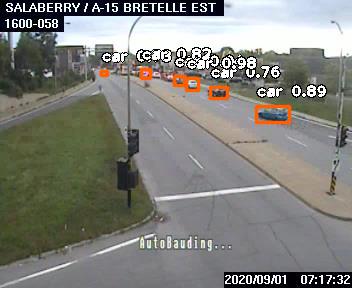 SALABERRY / A-15 BRETELLE EST
1600-058
car 0.82
0.98
car 0.76
car 0.89
AutoBauding...
2020/09/01 07:17:32